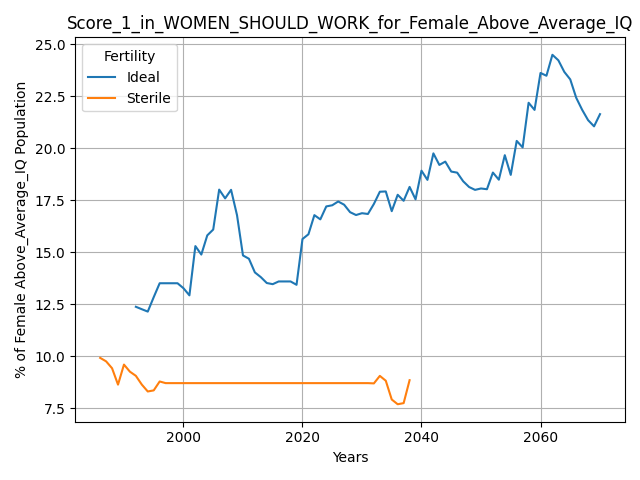 Score_1_in_WOMEN_SHOULD_WORK_for_Female_Above_Average_IQ
Fertility
Ideal
Sterile
% of Female Above_Average_IQ Population
25.0
22.5
20.0
17.5
15.0
12.5
10.0
7.5
2000
2020
2040
2060
Years